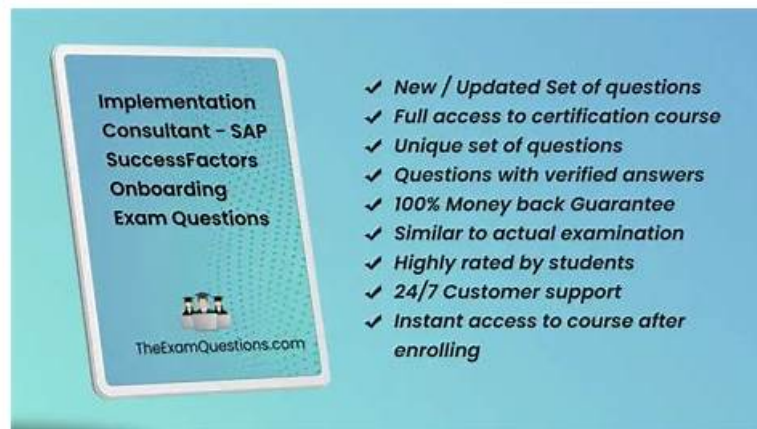 Implementation
Consultant - SAP
SuccessFactors
Onboarding
Exam Questions
TheExamQuestions.com
✔ New / Updated Set of questions
✔ Full access to certification course
✔ Unique set of questions
✔ Questions with verified answers
✔ 100% Money back Guarantee
✔ Similar to actual examination
✔ Highly rated by students
✔ 24/7 Customer support
✔ Instant access to course after
enrolling